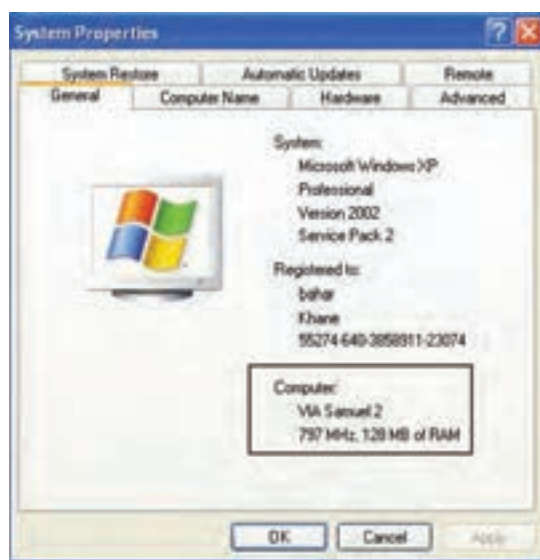 System Properties
System Restore Automatic Updates Remote
General Computer Name Hardware Advanced
System:
Microsoft Windows XP
Professional
Version 2002
Service Pack 2
Registered to:
bahar
Khane
55274-640-3858911-23074
Computer:
VIA Samuel 2
797 MHz, 128 MB of RAM
OK Cancel Apply